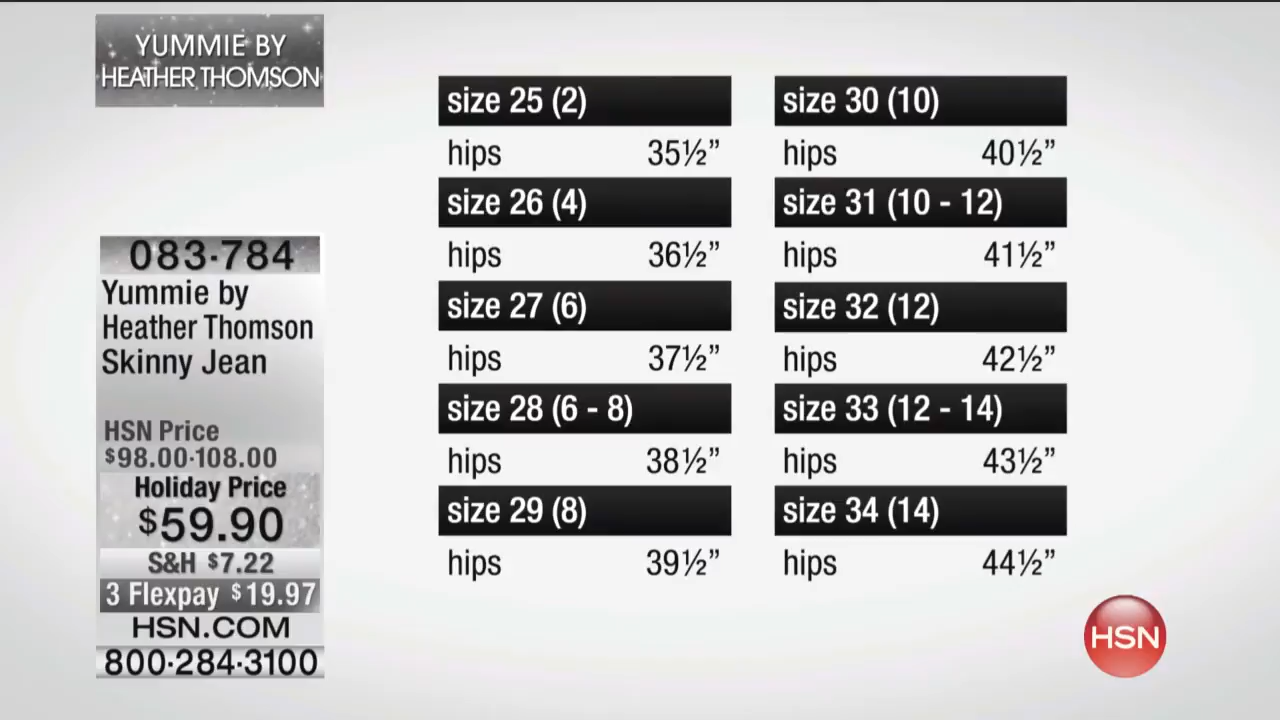 YUMMIE BY
HEATHER THOMSON
083·784
Yummie by
Heather Thomson
Skinny Jean
HSN Price
$98.00-108.00
Holiday Price
$59.90
S&H $7.22
3 Flexpay $19.97
HSN.COM
800·284·3100
size 25 (2)
hips 35½”
size 26 (4)
hips 36½”
size 27 (6)
hips 37½”
size 28 (6 - 8)
hips 38½”
size 29 (8)
hips 39½”
size 30 (10)
hips 40½”
size 31 (10 - 12)
hips 41½”
size 32 (12)
hips 42½”
size 33 (12 - 14)
hips 43½”
size 34 (14)
hips 44½”
HSN